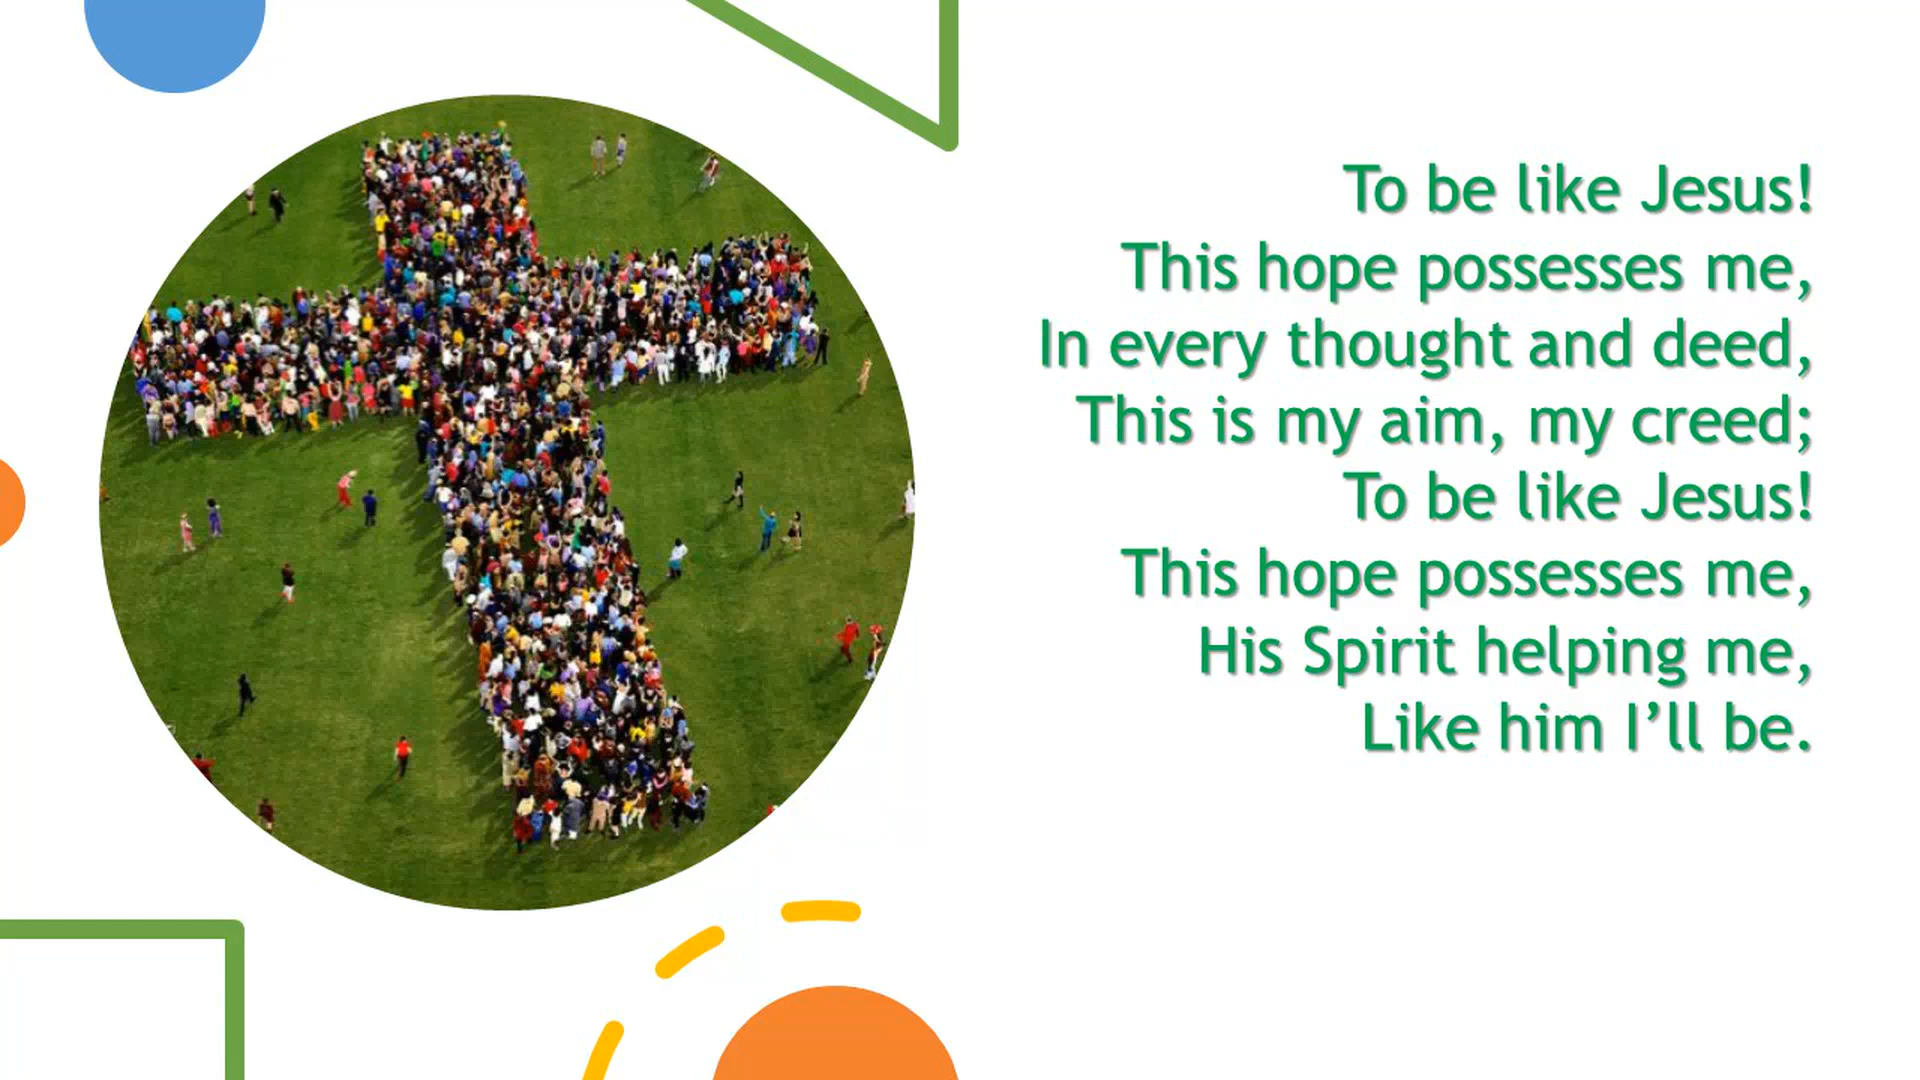 To be like Jesus!
This hope possesses me,
In every thought and deed,
This is my aim, my creed;
To be like Jesus!
This hope possesses me,
His Spirit helping me,
Like him I’ll be.